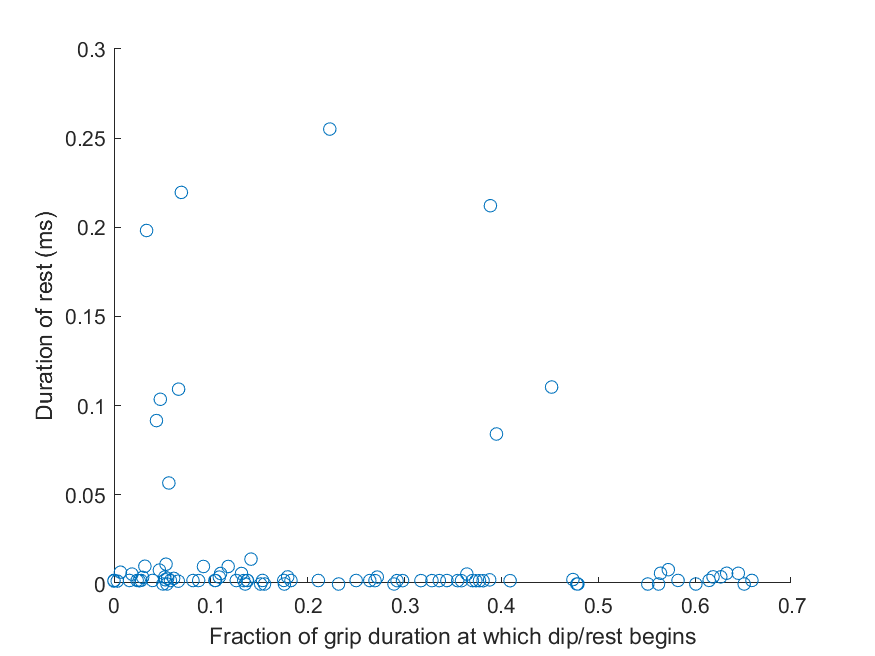 0.3
0.25
0.2
0.15
0.1
0.05
0
Duration of rest (ms)
0 0.1 0.2 0.3 0.4 0.5 0.6 0.7
Fraction of grip duration at which dip/rest begins